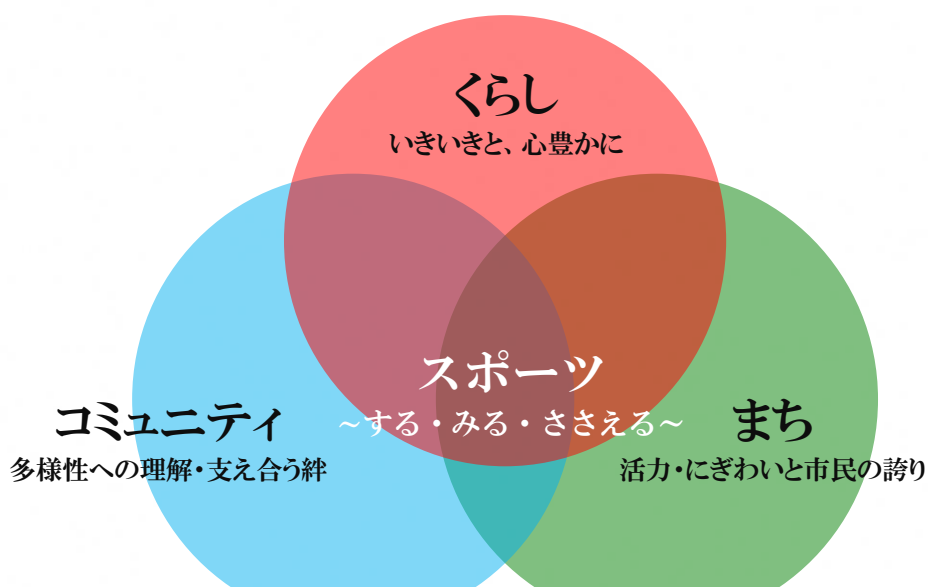 くらし
いきいきと、心豊かに
スポーツ
～する・みる・ささえる～
コミュニティ
多様性への理解・支え合う絆
まち
活力・にぎわいと市民の誇り